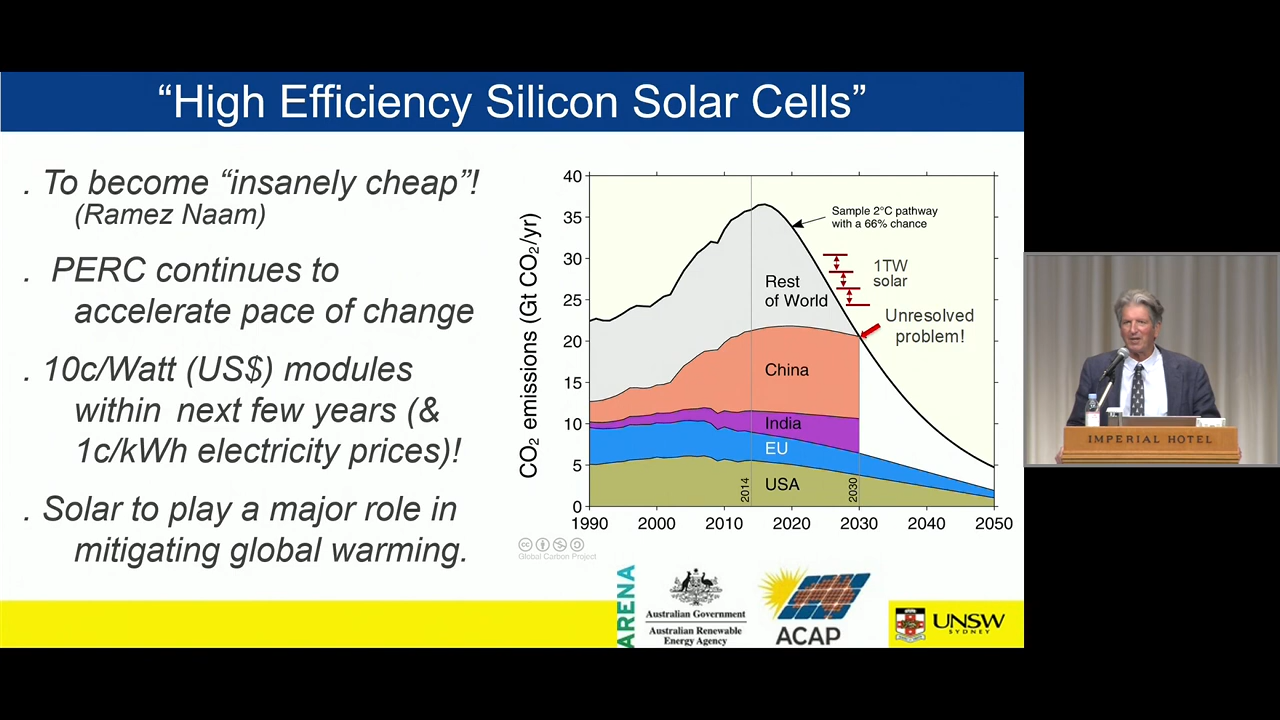 “High Efficiency Silicon Solar Cells”
. To become “insanely cheap”!
(Ramez Naam)
. PERC continues to
accelerate pace of change
. 10c/Watt (US$) modules
within next few years (&
1c/kWh electricity prices)!
. Solar to play a major role in
mitigating global warming.
CO₂ emissions (Gt CO₂/yr)
40
35
30
25
20
15
10
5
0
1990
2000
2010
2020
2030
2040
2050
Sample 2°C pathway
with a 66% chance
1TW
solar
Unresolved
problem!
Rest
of World
China
India
EU
USA
2014
2030
Global Carbon Project
ARENA
Australian Government
Australian Renewable
Energy Agency
ACAP
UNSW
SYDNEY
IMPERIAL HOTEL